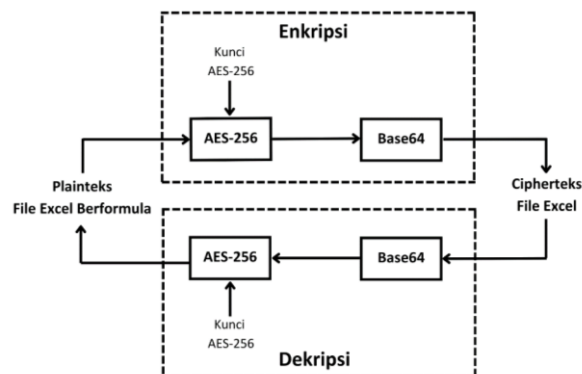 Enkripsi
Kunci
AES-256
AES-256
Base64
Plainteks
File Excel Berformula
Cipherteks
File Excel
AES-256
Base64
Kunci
AES-256
Dekripsi